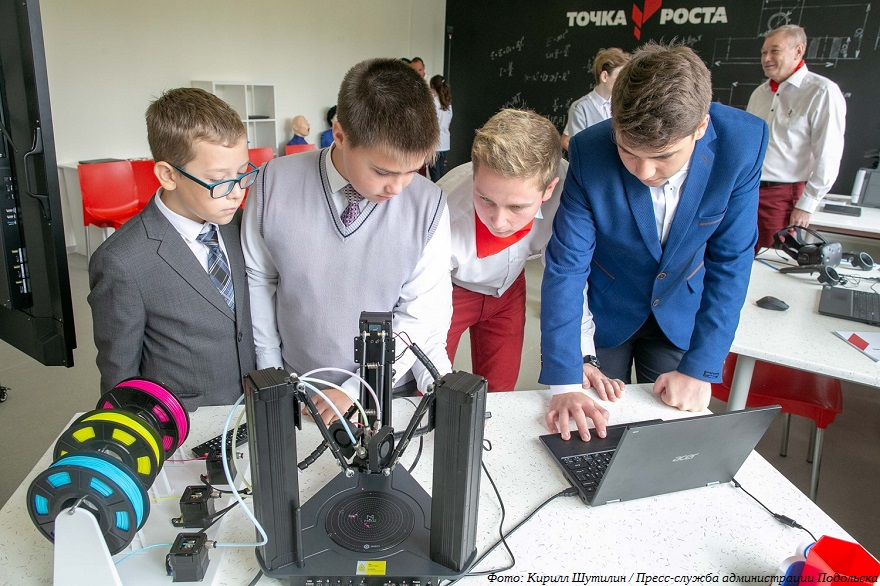 ТОЧКА РОСТА
acer
Фото: Кирилл Шутилин / Пресс-служба администрации Подольска